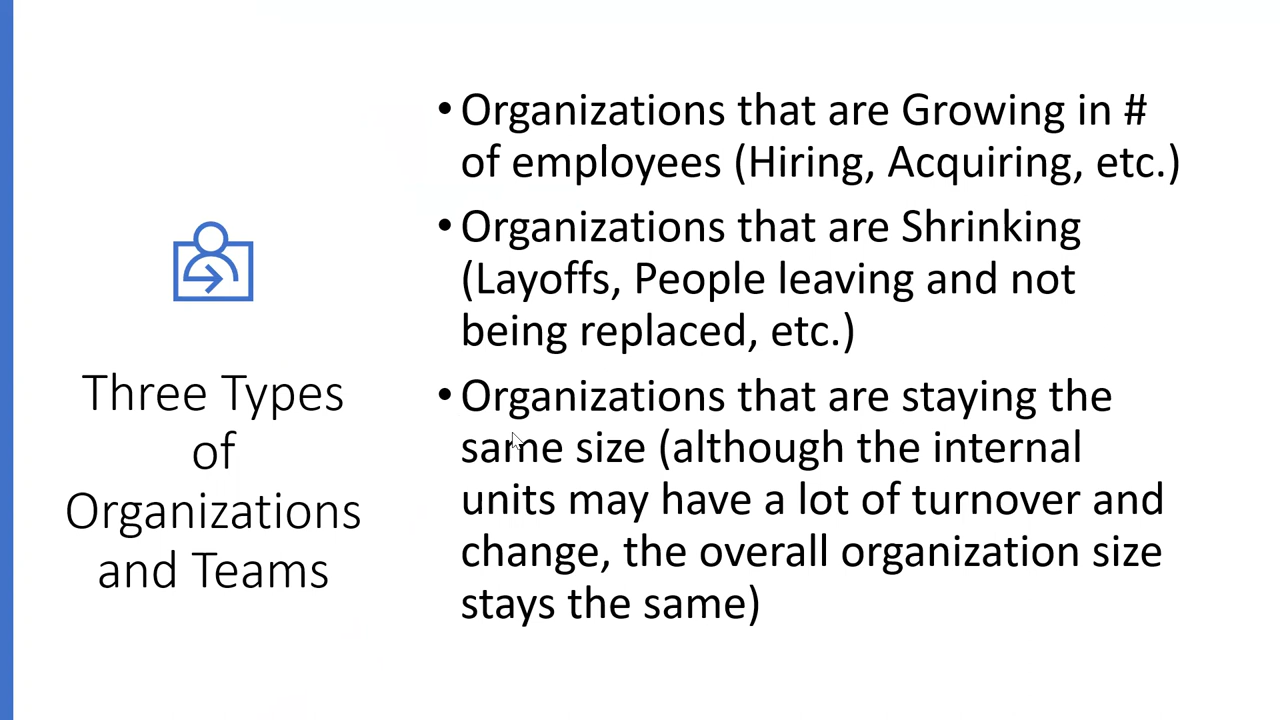 Three Types
of
Organizations
and Teams
• Organizations that are Growing in #
of employees (Hiring, Acquiring, etc.)
• Organizations that are Shrinking
(Layoffs, People leaving and not
being replaced, etc.)
• Organizations that are staying the
same size (although the internal
units may have a lot of turnover and
change, the overall organization size
stays the same)